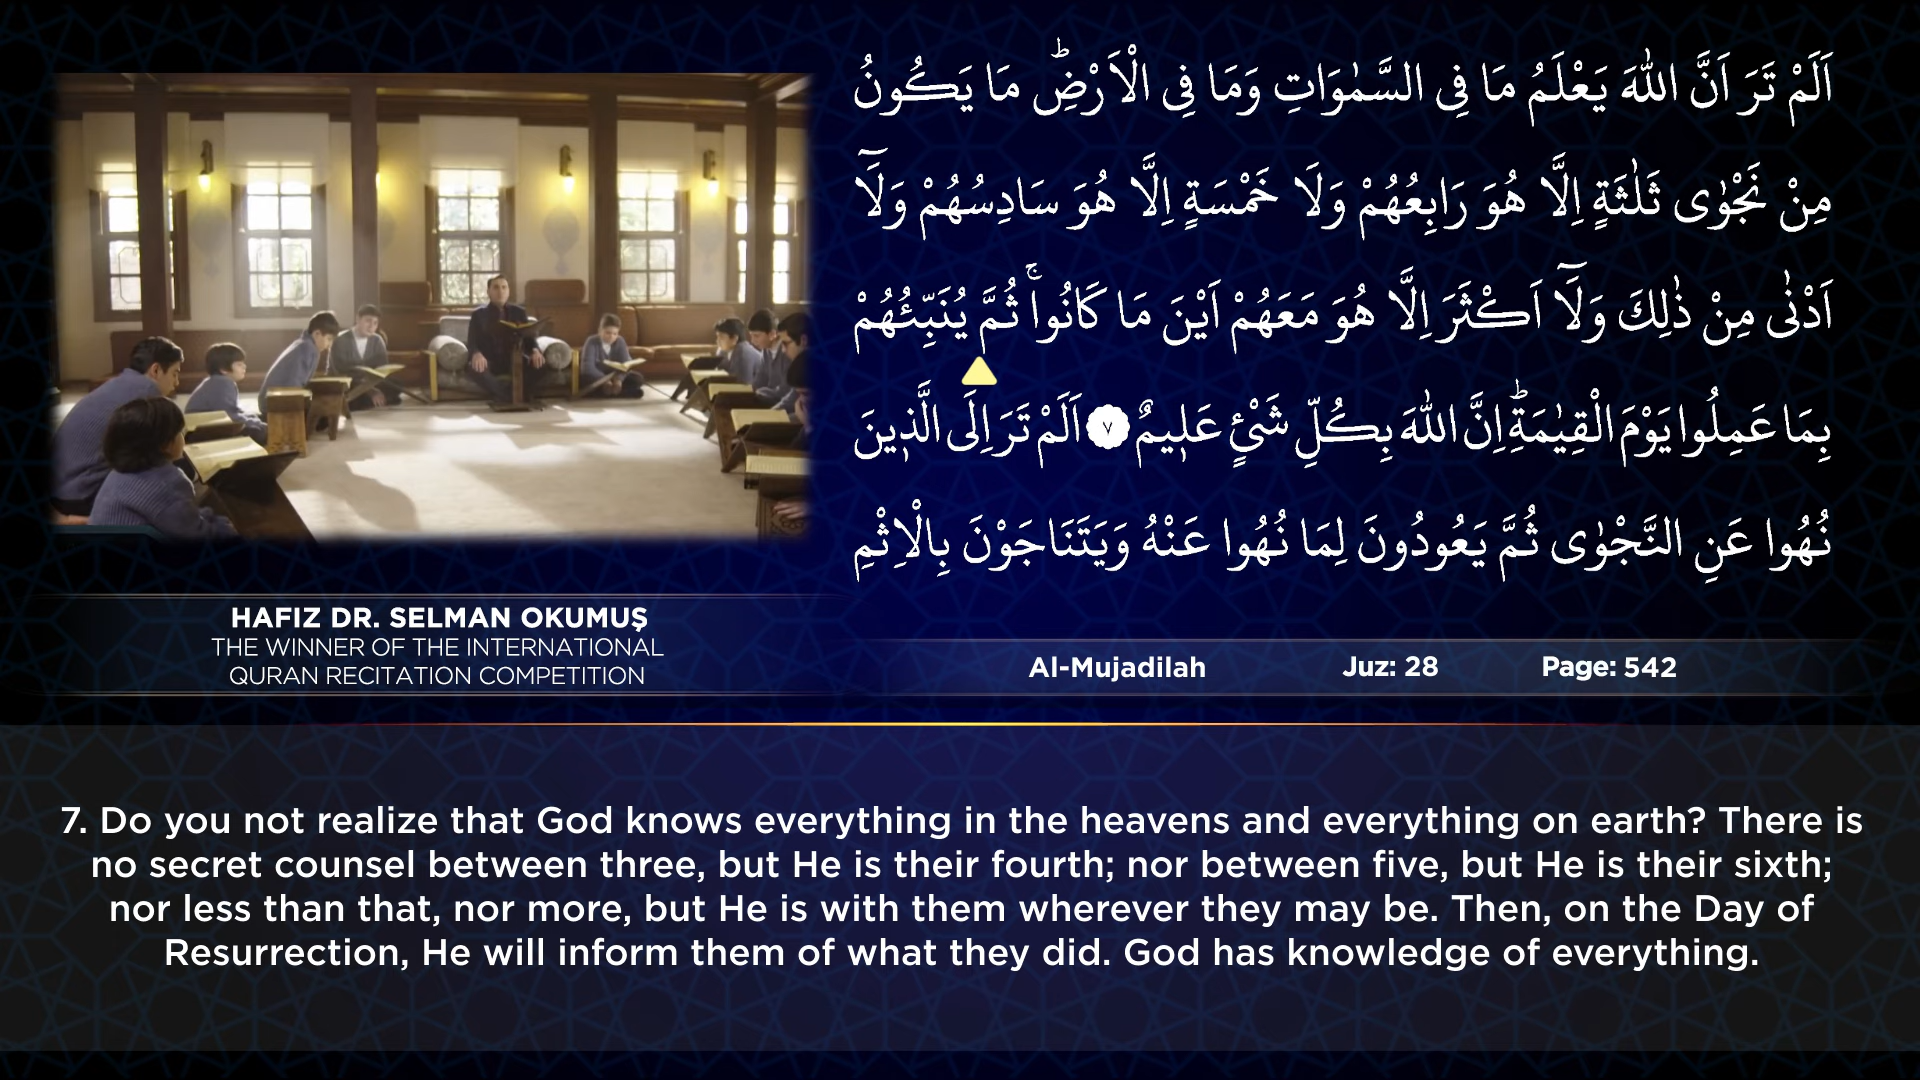 اَلَمْ تَرَ اَنَّ اللّٰهَ يَعْلَمُ مَا فِى السَّمٰوَاتِ وَمَا فِى الْاَرْضِۜ مَا يَكُونُ
مِنْ نَجْوٰى ثَلٰثَةٍ اِلَّا هُوَ رَابِعُهُمْ وَلَا خَمْسَةٍ اِلَّا هُوَ سَادِسُهُمْ وَلَٓا
اَدْنٰى مِنْ ذٰلِكَ وَلَٓا اَكْثَرَ اِلَّا هُوَ مَعَهُمْ اَيْنَ مَا كَانُواۚ ثُمَّ يُنَبِّئُهُمْ
بِمَا عَمِلُوا يَوْمَ الْقِيٰمَةِۜ اِنَّ اللّٰهَ بِكُلِّ شَيْئٍ عَلٖيمٌ ٧ اَلَمْ تَرَ اِلَى الَّذٖينَ
نُهُوا عَنِ النَّجْوٰى ثُمَّ يَعُودُونَ لِمَا نُهُوا عَنْهُ وَيَتَنَاجَوْنَ بِالْاِثْمِ
HAFIZ DR. SELMAN OKUMUŞ
THE WINNER OF THE INTERNATIONAL
QURAN RECITATION COMPETITION
Al-Mujadilah Juz: 28 Page: 542
7. Do you not realize that God knows everything in the heavens and everything on earth? There is
no secret counsel between three, but He is their fourth; nor between five, but He is their sixth;
nor less than that, nor more, but He is with them wherever they may be. Then, on the Day of
Resurrection, He will inform them of what they did. God has knowledge of everything.